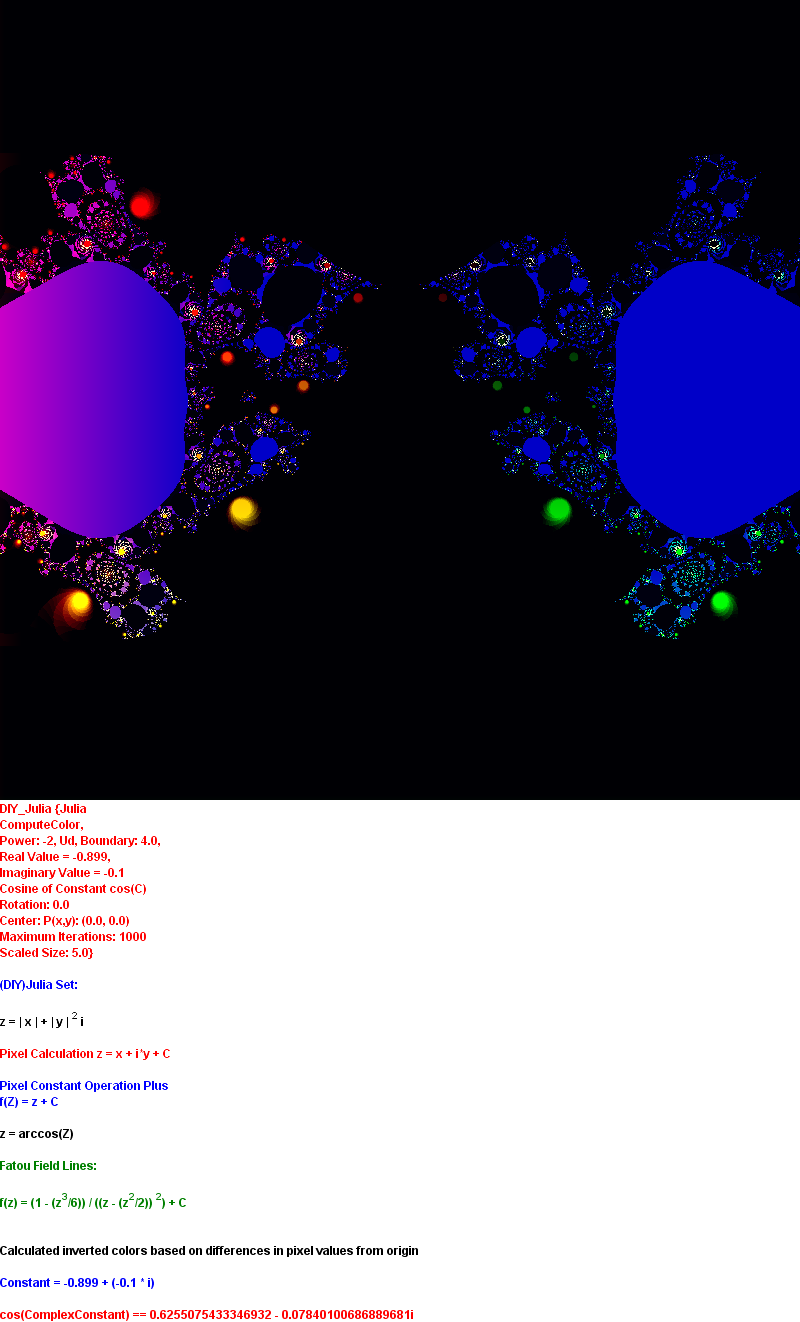 DIY_Julia {Julia
ComputeColor,
Power: -2, Ud, Boundary: 4.0,
Real Value = -0.899,
Imaginary Value = -0.1
Cosine of Constant cos(C)
Rotation: 0.0
Center: P(x,y): (0.0, 0.0)
Maximum Iterations: 1000
Scaled Size: 5.0}
(DIY)Julia Set:
z = | x | + | y | ² i
Pixel Calculation z = x + i*y + C
Pixel Constant Operation Plus
f(Z) = z + C
z = arccos(Z)
Fatou Field Lines:
f(z) = (1 - (z³/6)) / ((z - (z²/2)) ²) + C
Calculated inverted colors based on differences in pixel values from origin
Constant = -0.899 + (-0.1 * i)
cos(ComplexConstant) == 0.6255075433346932 - 0.07840100686889681i